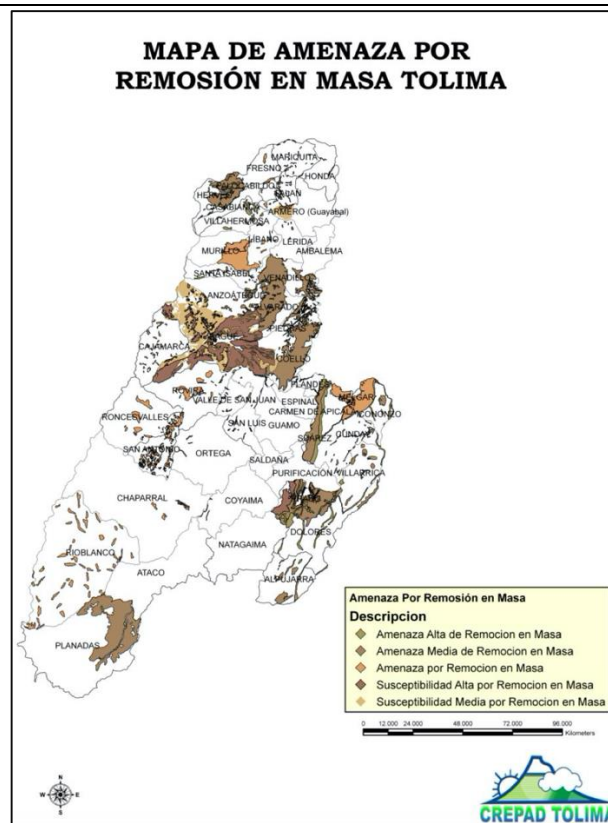 MAPA DE AMENAZA POR
REMOSIÓN EN MASA TOLIMA
MARIQUITA
FRESNO
HONDA
CASABIANCA
ARMERO (Guayabal)
VILLAHERMOSA
LÍBANO
LÉRIDA
MURILLO
AMBALEMA
SANTA ISABEL
VENADILLO
ANZOÁTEGUI
ALVARADO
PIEDRAS
CAJAMARCA
COELLO
ROVIRA
VALLE DE SAN JUAN
ESPINAL
MELGAR
CARMEN DE APICALÁ
ICONONZO
RONCESVALLES
SAN LUIS
GUAMO
SUÁREZ
CUNDAY
SAN ANTONIO
ORTEGA
SALDAÑA
PURIFICACIÓN
VILLARRICA
CHAPARRAL
COYAIMA
DOLORES
NATAGAIMA
RIOBLANCO
ATACO
ALPUJARRA
PLANADAS
Amenaza Por Remosión en Masa
Descripcion
Amenaza Alta de Remocion en Masa
Amenaza Media de Remocion en Masa
Amenaza por Remocion en Masa
Susceptibilidad Alta por Remocion en Masa
Susceptibilidad Media por Remocion en Masa
0 12.000 24.000 48.000 72.000 96.000
Kilometers
N
W E
S
CREPAD TOLIMA